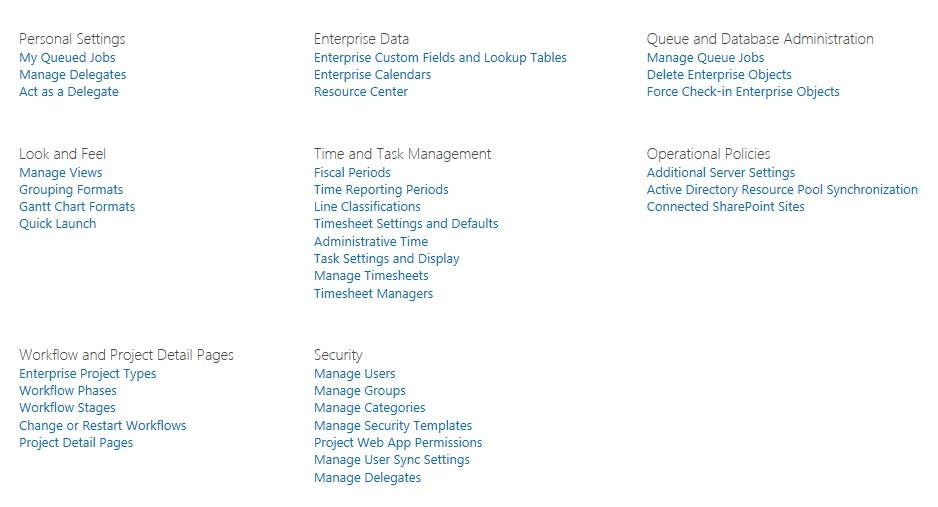 Personal Settings
My Queued Jobs
Manage Delegates
Act as a Delegate
Enterprise Data
Enterprise Custom Fields and Lookup Tables
Enterprise Calendars
Resource Center
Queue and Database Administration
Manage Queue Jobs
Delete Enterprise Objects
Force Check-in Enterprise Objects
Look and Feel
Manage Views
Grouping Formats
Gantt Chart Formats
Quick Launch
Time and Task Management
Fiscal Periods
Time Reporting Periods
Line Classifications
Timesheet Settings and Defaults
Administrative Time
Task Settings and Display
Manage Timesheets
Timesheet Managers
Operational Policies
Additional Server Settings
Active Directory Resource Pool Synchronization
Connected SharePoint Sites
Workflow and Project Detail Pages
Enterprise Project Types
Workflow Phases
Workflow Stages
Change or Restart Workflows
Project Detail Pages
Security
Manage Users
Manage Groups
Manage Categories
Manage Security Templates
Project Web App Permissions
Manage User Sync Settings
Manage Delegates